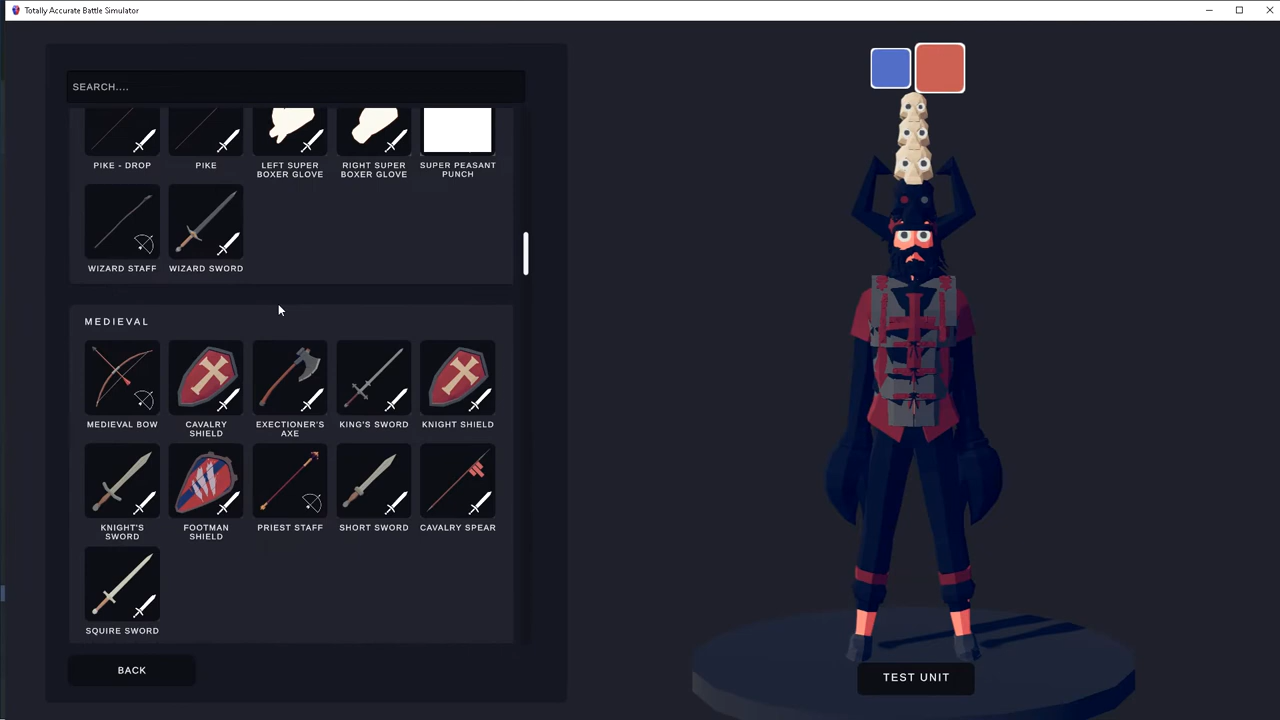 Totally Accurate Battle Simulator
SEARCH....
PIKE - DROP
PIKE
LEFT SUPER
BOXER GLOVE
RIGHT SUPER
BOXER GLOVE
SUPER PEASANT
PUNCH
WIZARD STAFF
WIZARD SWORD
MEDIEVAL
MEDIEVAL BOW
CAVALRY
SHIELD
EXECTIONER'S
AXE
KING'S SWORD
KNIGHT SHIELD
KNIGHT'S
SWORD
FOOTMAN
SHIELD
PRIEST STAFF
SHORT SWORD
CAVALRY SPEAR
SQUIRE SWORD
BACK
TEST UNIT